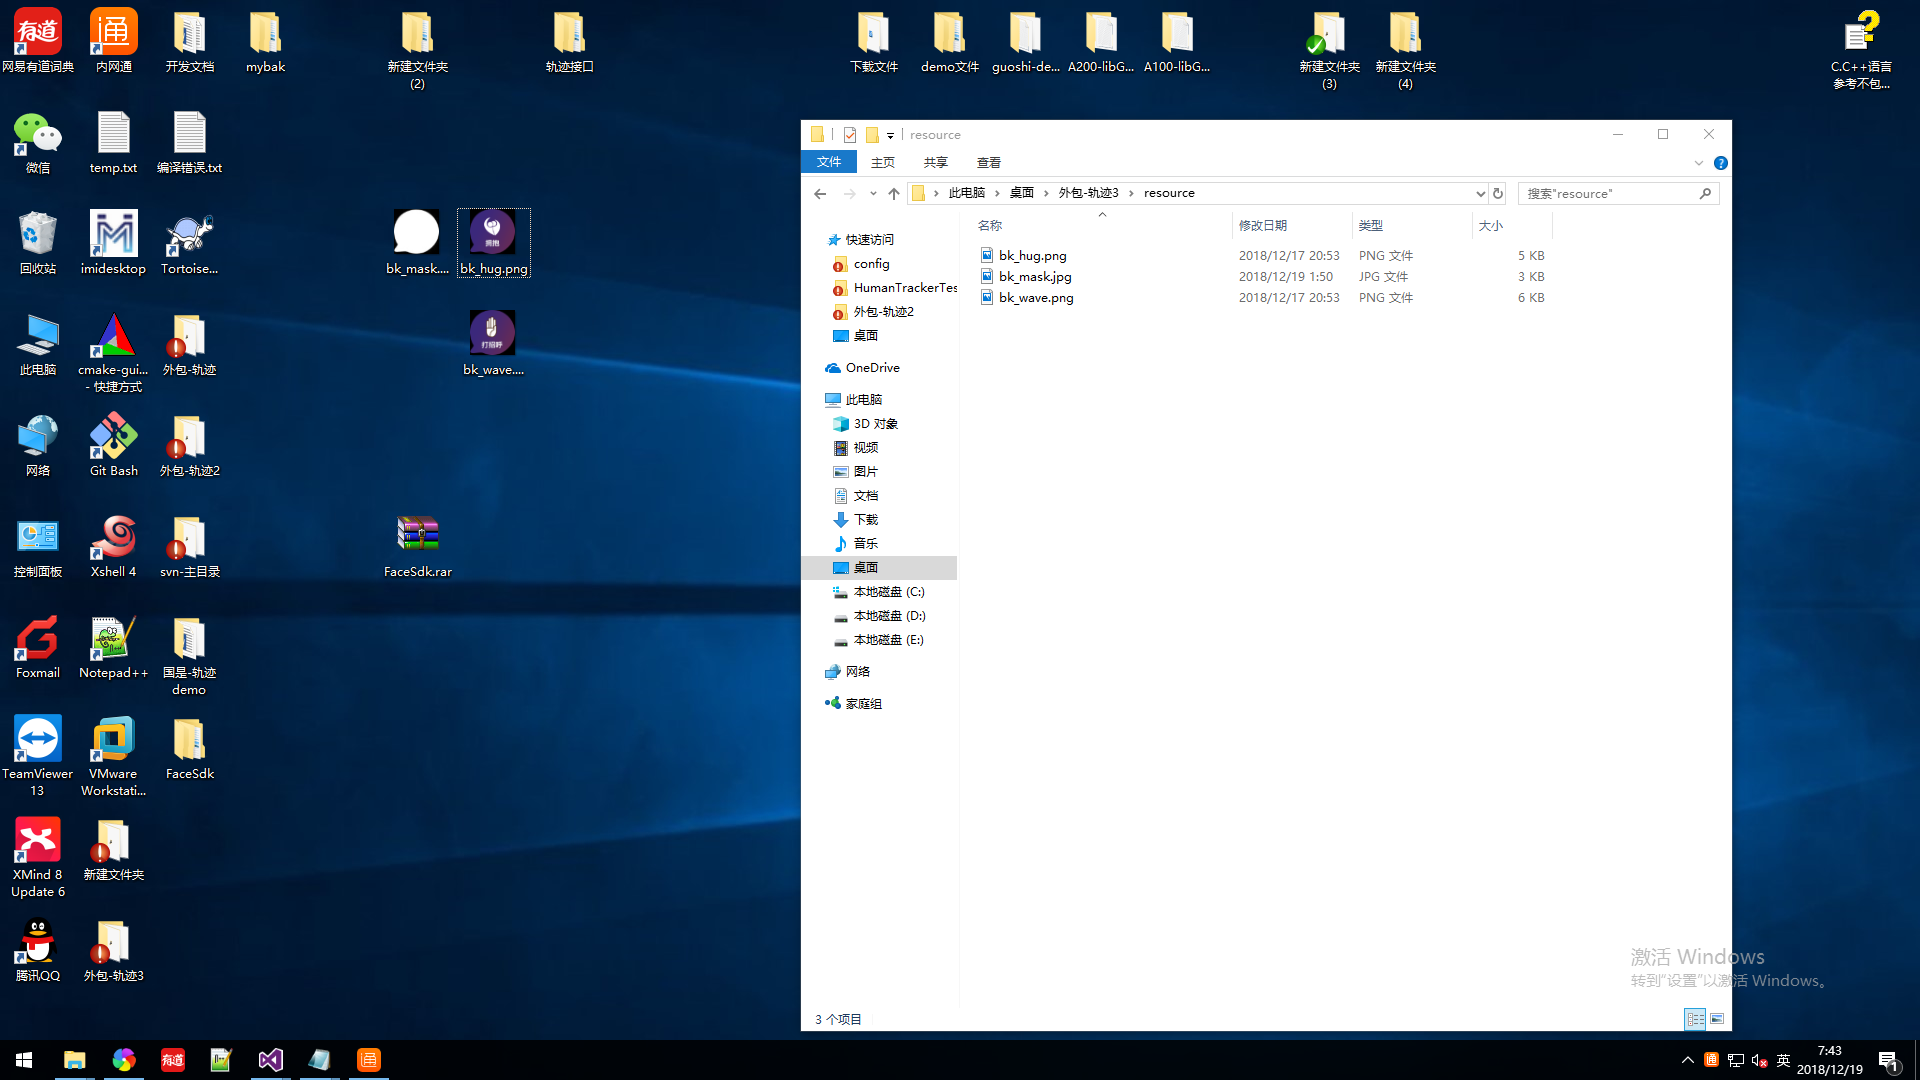 网易有道词典
内网通
开发文档
mybak
新建文件夹
(2)
轨迹接口
下载文件
demo文件
guoshi-de...
A200-libG...
A100-libG...
新建文件夹
(3)
新建文件夹
(4)
C.C++语言
参考不包...
微信
temp.txt
编译错误.txt
回收站
imidesktop
Tortoise...
bk_mask....
拥抱
bk_hug.png
此电脑
cmake-gui...
- 快捷方式
外包-轨迹
打招呼
bk_wave....
网络
Git Bash
外包-轨迹2
控制面板
Xshell 4
svn-主目录
FaceSdk.rar
Foxmail
Notepad++
国是-轨迹
demo
TeamViewer
13
VMware
Workstati...
FaceSdk
XMind 8
Update 6
新建文件夹
腾讯QQ
外包-轨迹3
resource
文件
主页
共享
查看
此电脑
桌面
外包-轨迹3
resource
搜索"resource"
名称
修改日期
类型
大小
bk_hug.png
2018/12/17 20:53
PNG 文件
5 KB
bk_mask.jpg
2018/12/19 1:50
JPG 文件
3 KB
bk_wave.png
2018/12/17 20:53
PNG 文件
6 KB
快速访问
config
HumanTrackerTes
外包-轨迹2
桌面
OneDrive
此电脑
3D 对象
视频
图片
文档
下载
音乐
桌面
本地磁盘 (C:)
本地磁盘 (D:)
本地磁盘 (E:)
网络
家庭组
3 个项目
激活 Windows
转到"设置"以激活 Windows。
有道
通
英
7:43
2018/12/19
1